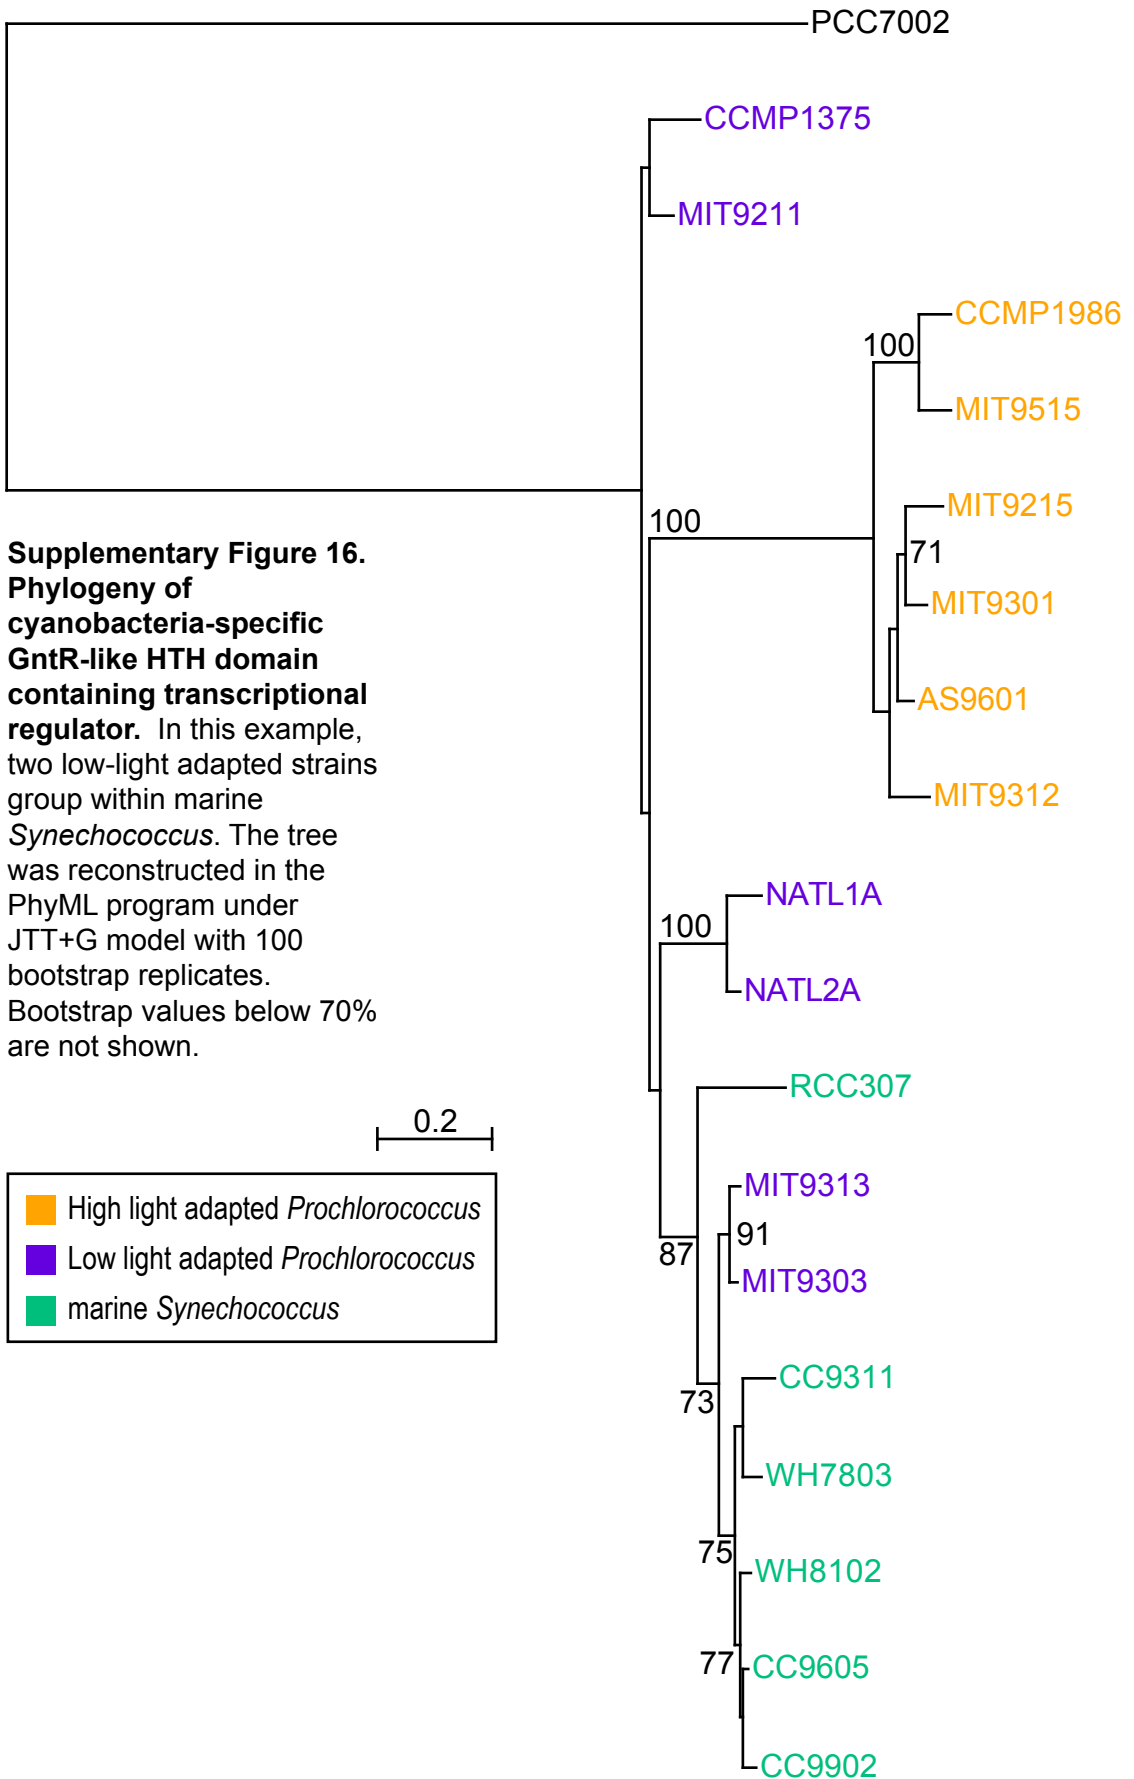 PCC7002
CCMP1375
MIT9211
CCMP1986
100
MIT9515
MIT9215
100
71
MIT9301
AS9601
MIT9312
Supplementary Figure 16.
Phylogeny of
cyanobacteria-specific
GntR-like HTH domain
containing transcriptional
regulator. In this example,
two low-light adapted strains
group within marine
Synechococcus. The tree
was reconstructed in the
PhyML program under
JTT+G model with 100
bootstrap replicates.
Bootstrap values below 70%
are not shown.
NATL1A
100
NATL2A
RCC307
0.2
MIT9313
91
87
MIT9303
High light adapted Prochlorococcus
Low light adapted Prochlorococcus
marine Synechococcus
CC9311
73
WH7803
75
WH8102
77
CC9605
CC9902